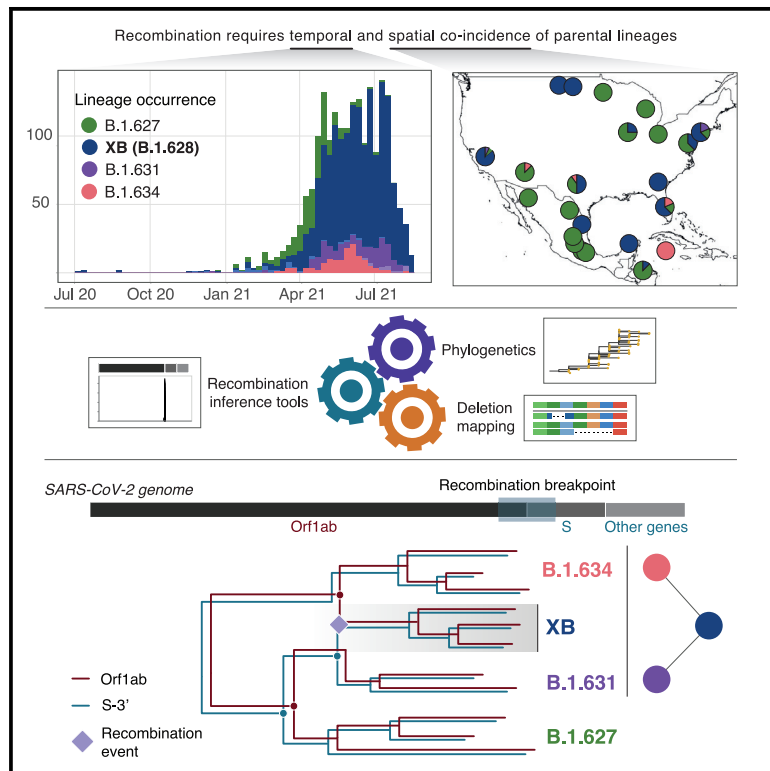 Recombination requires temporal and spatial co-incidence of parental lineages
Lineage occurrence
B.1.627
XB (B.1.628)
B.1.631
B.1.634
100
50
Jul 20
Oct 20
Jan 21
Apr 21
Jul 21
Recombination
inference tools
Phylogenetics
Deletion
mapping
SARS-CoV-2 genome
Recombination breakpoint
Orf1ab
S
Other genes
B.1.634
XB
B.1.631
B.1.627
Orf1ab
S-3'
Recombination
event